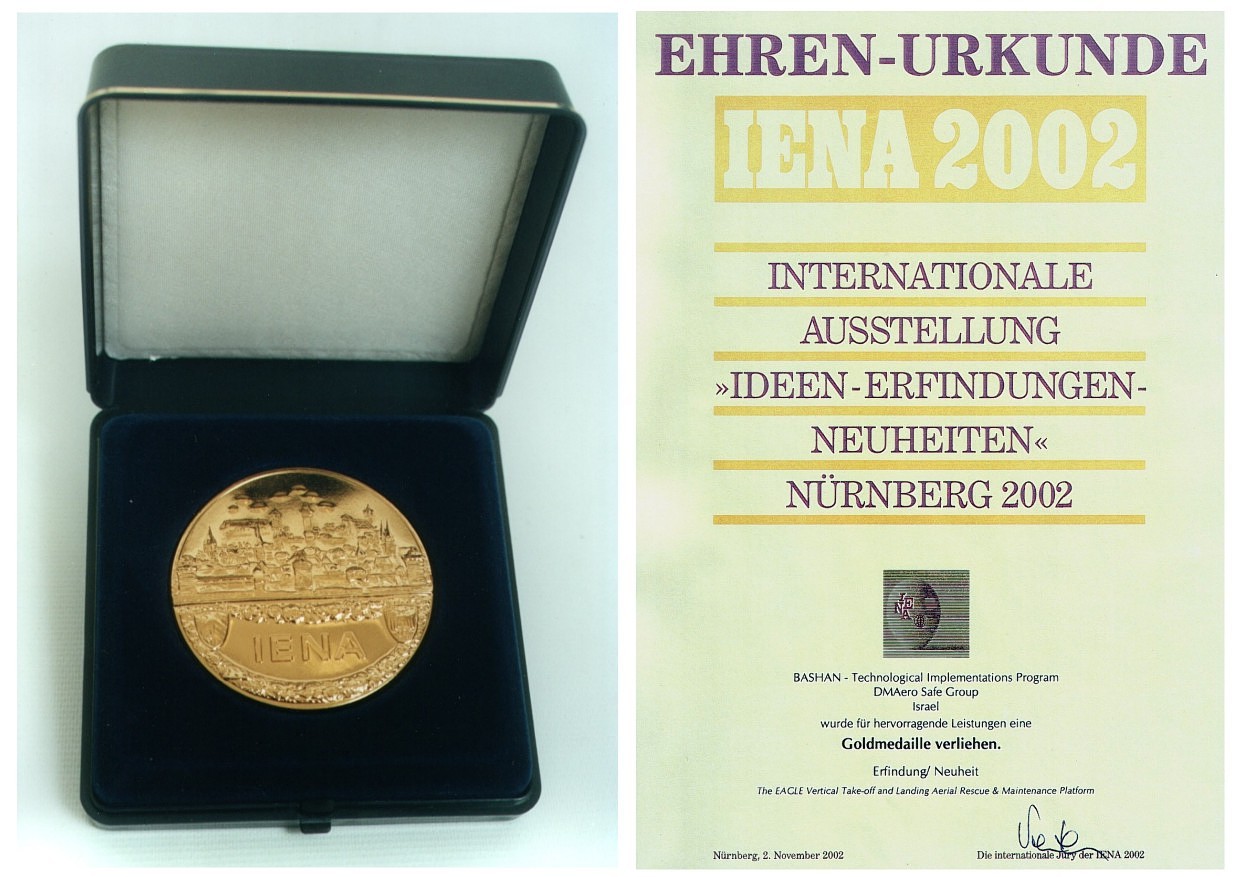 IENA
EHREN-URKUNDE
IENA 2002
INTERNATIONALE
AUSSTELLUNG
»IDEEN-ERFINDUNGEN-
NEUHEITEN«
NÜRNBERG 2002
IENA
BASHAN - Technological Implementations Program
DMAero Safe Group
Israel
wurde für hervorragende Leistungen eine
Goldmedaille verliehen.
Erfindung/ Neuheit
The EAGLE Vertical Take-off and Landing Aerial Rescue & Maintenance Platform
Nürnberg, 2. November 2002
Die internationale Jury der IENA 2002